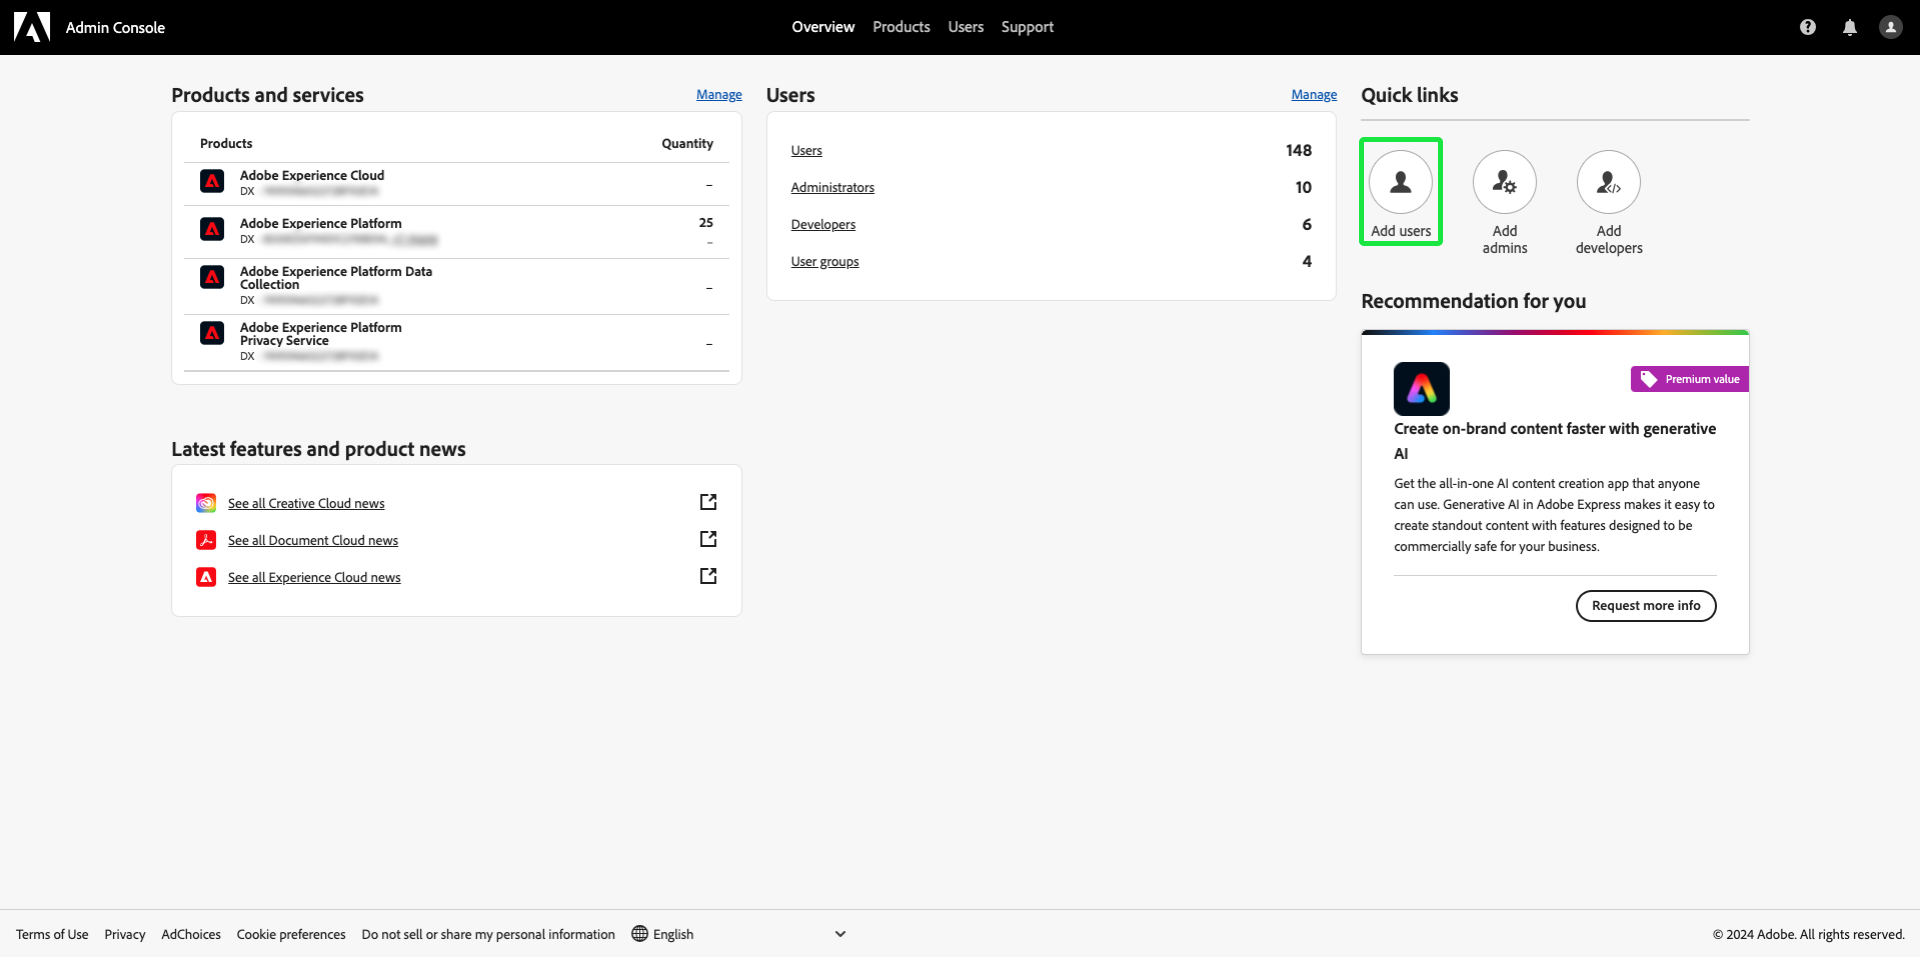 Admin Console
Overview
Products
Users
Support
Products and services
Manage
Products
Quantity
Adobe Experience Cloud
DX
–
Adobe Experience Platform
25
DX
–
Adobe Experience Platform Data
Collection
DX
–
Adobe Experience Platform
Privacy Service
DX
–
Latest features and product news
See all Creative Cloud news
See all Document Cloud news
See all Experience Cloud news
Users
Manage
Users
148
Administrators
10
Developers
6
User groups
4
Quick links
Add users
Add
admins
Add
developers
Recommendation for you
Premium value
Create on-brand content faster with generative
AI
Get the all-in-one AI content creation app that anyone
can use. Generative AI in Adobe Express makes it easy to
create standout content with features designed to be
commercially safe for your business.
Request more info
Terms of Use
Privacy
AdChoices
Cookie preferences
Do not sell or share my personal information
English
© 2024 Adobe. All rights reserved.